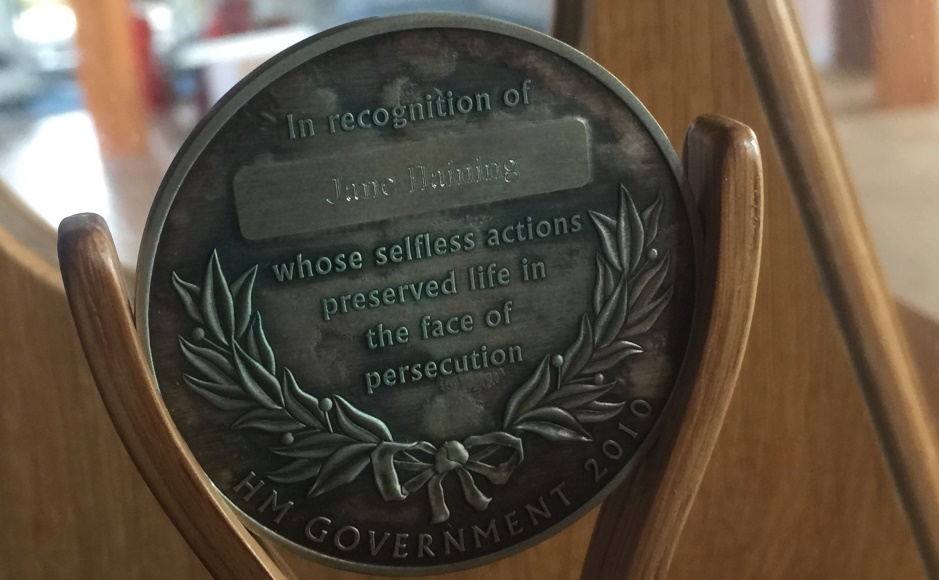 In recognition of
Jane Haining
whose selfless actions
preserved life in
the face of
persecution
HM GOVERNMENT 2010